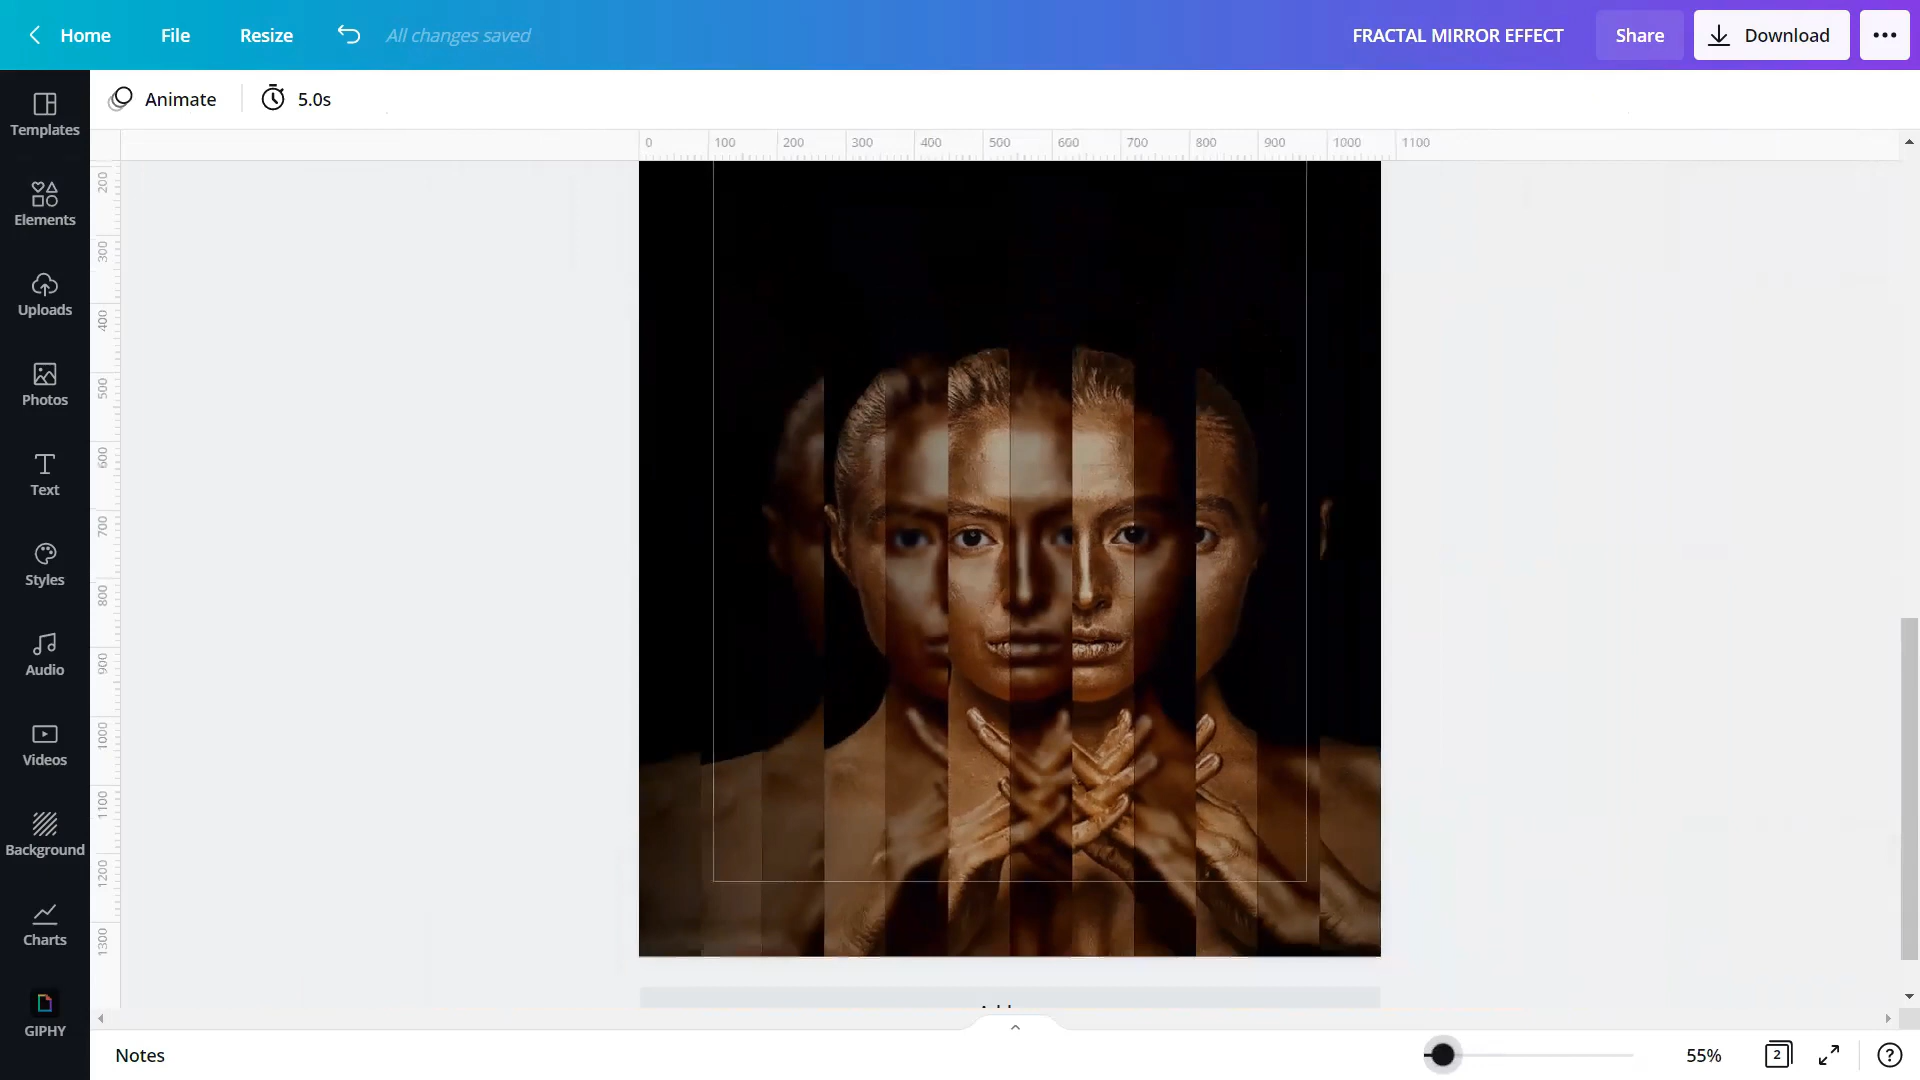 Home File Resize All changes saved FRACTAL MIRROR EFFECT Share Download
Animate 5.0s
0 100 200 300 400 500 600 700 800 900 1000 1100
200
300
400
500
600
700
800
900
1000
1100
1200
1300
Templates
Elements
Uploads
Photos
Text
Styles
Audio
Videos
Background
Charts
GIPHY
Notes 55% 2 ?